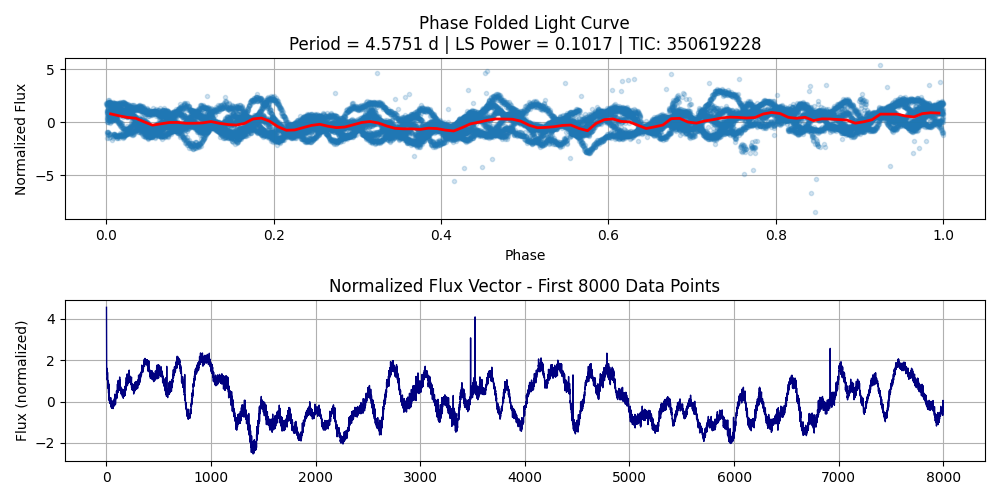 Phase Folded Light Curve
Period = 4.5751 d | LS Power = 0.1017 | TIC: 350619228
Normalized Flux
5
0
−5
0.0 0.2 0.4 0.6 0.8 1.0
Phase
Normalized Flux Vector - First 8000 Data Points
Flux (normalized)
4
2
0
−2
0 1000 2000 3000 4000 5000 6000 7000 8000